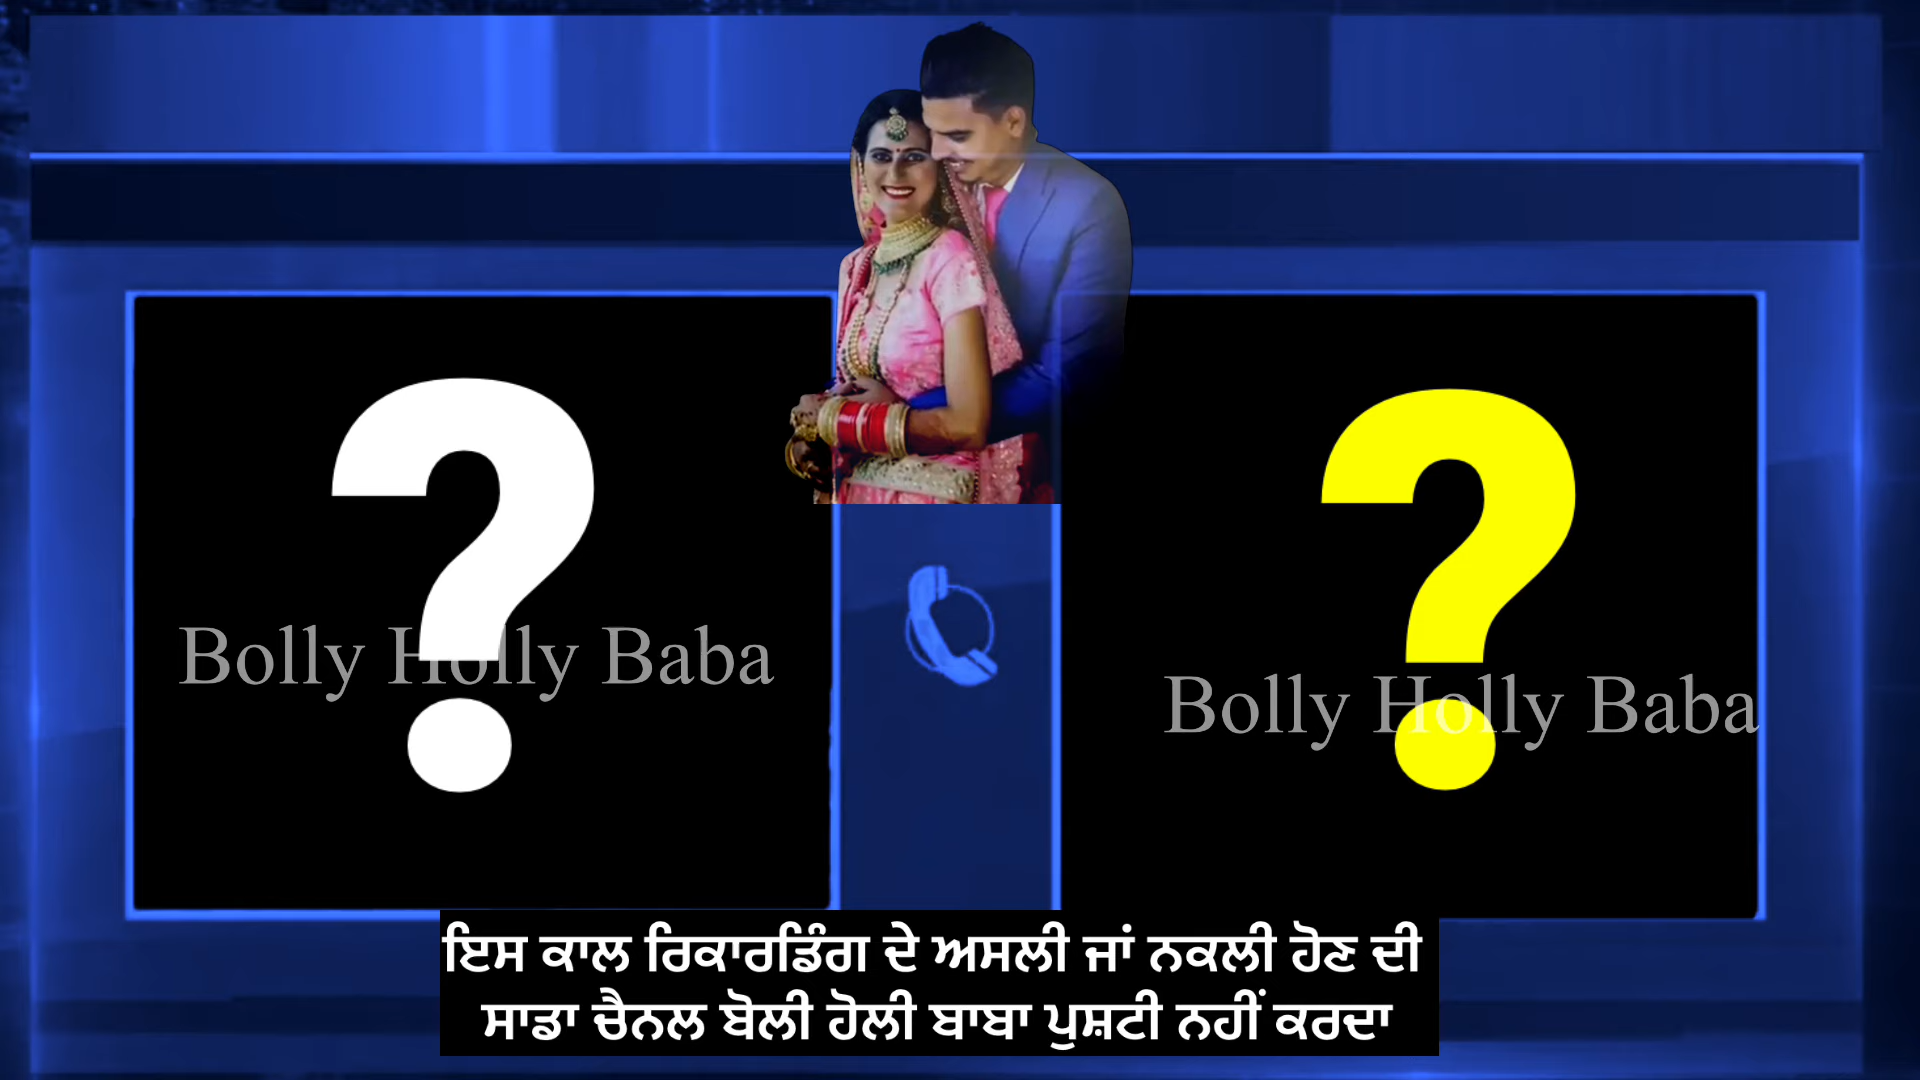 ?
?
Bolly Holly Baba
Bolly Holly Baba
ਇਸ ਕਾਲ ਰਿਕਾਰਡਿੰਗ ਦੇ ਅਸਲੀ ਜਾਂ ਨਕਲੀ ਹੋਣ ਦੀ
ਸਾਡਾ ਚੈਨਲ ਬੋਲੀ ਹੋਲੀ ਬਾਬਾ ਪੁਸ਼ਟੀ ਨਹੀਂ ਕਰਦਾ